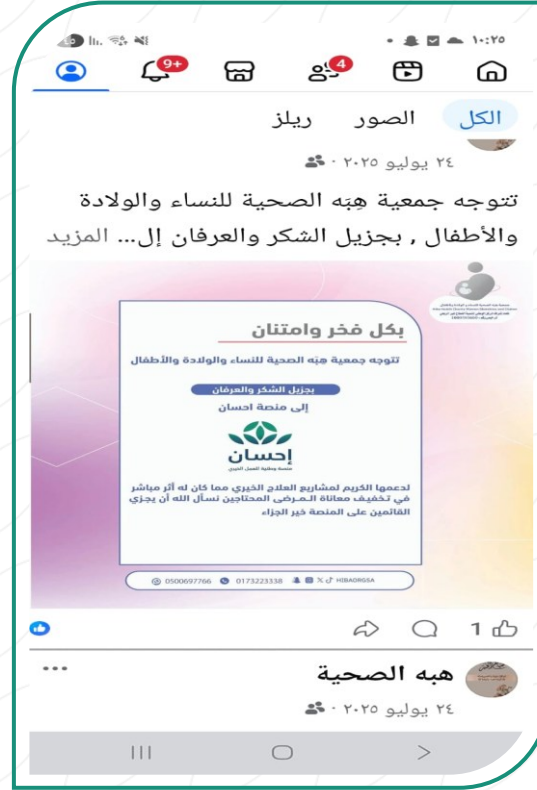 ١٠:٢٥
9+
4
الكل
الصور
ريلز
٢٤ يوليو ٢٠٢٥ ·
تتوجه جمعية هِبَه الصحية للنساء والولادة
والأطفال , بجزيل الشكر والعرفان إل... المزيد
بكل فخر وامتنان
تتوجه جمعية هِبَه الصحية للنساء والولادة والأطفال
بجزيل الشكر والعرفان
إلى منصة احسان
إحسان
منصة وطنية للعمل الخيري
لدعمها الكريم لمشاريع العلاج الخيري مما كان له أثر مباشر
في تخفيف معاناة الـمـرضى المحتاجين نسأل الله أن يجزي
القائمين على المنصة خير الجزاء
0500697766 0173223338 HIBAORGSA
1
هبه الصحية
٢٤ يوليو ٢٠٢٥ ·